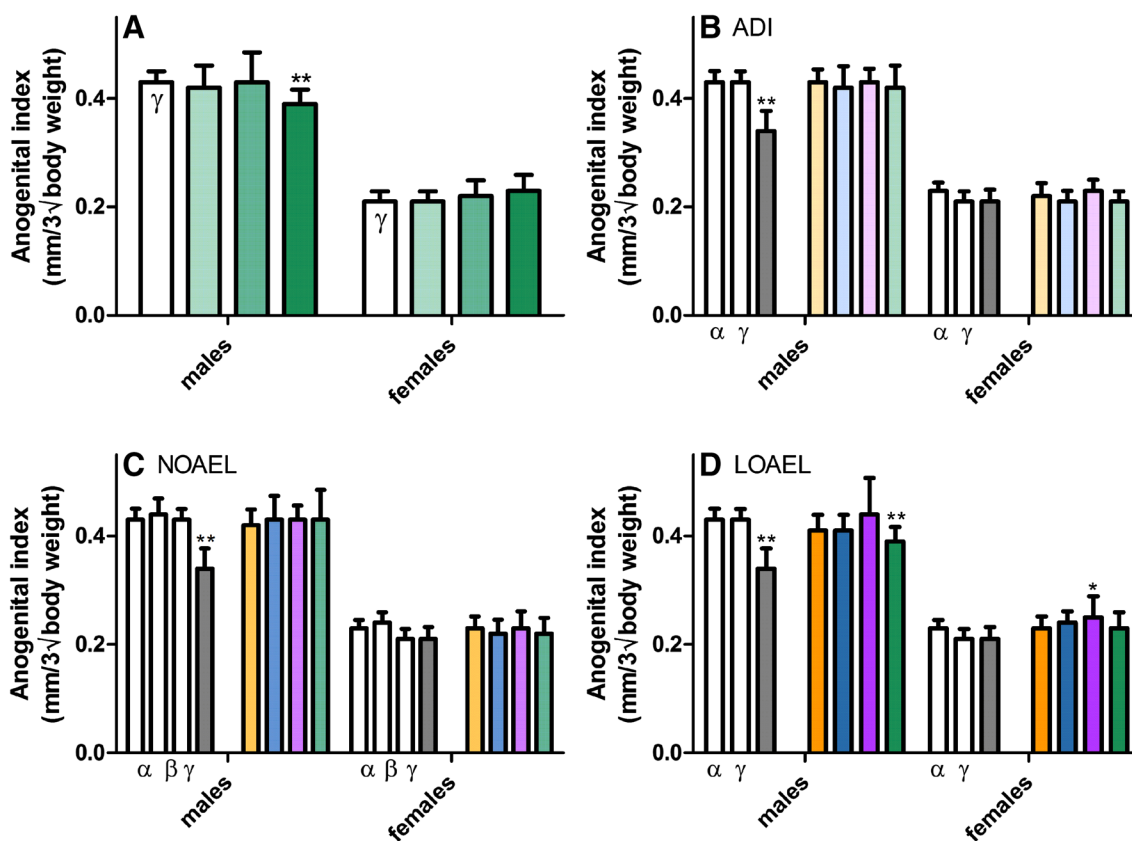 A
Anogenital index
(mm/3√body weight)
0.4
0.2
0.0
γ
**
γ
males
females
B ADI
Anogenital index
(mm/3√body weight)
0.4
0.2
0.0
**
α γ
α γ
males
females
C NOAEL
Anogenital index
(mm/3√body weight)
0.4
0.2
0.0
**
α β γ
α β γ
males
females
D LOAEL
Anogenital index
(mm/3√body weight)
0.4
0.2
0.0
**
**
*
α γ
α γ
males
females